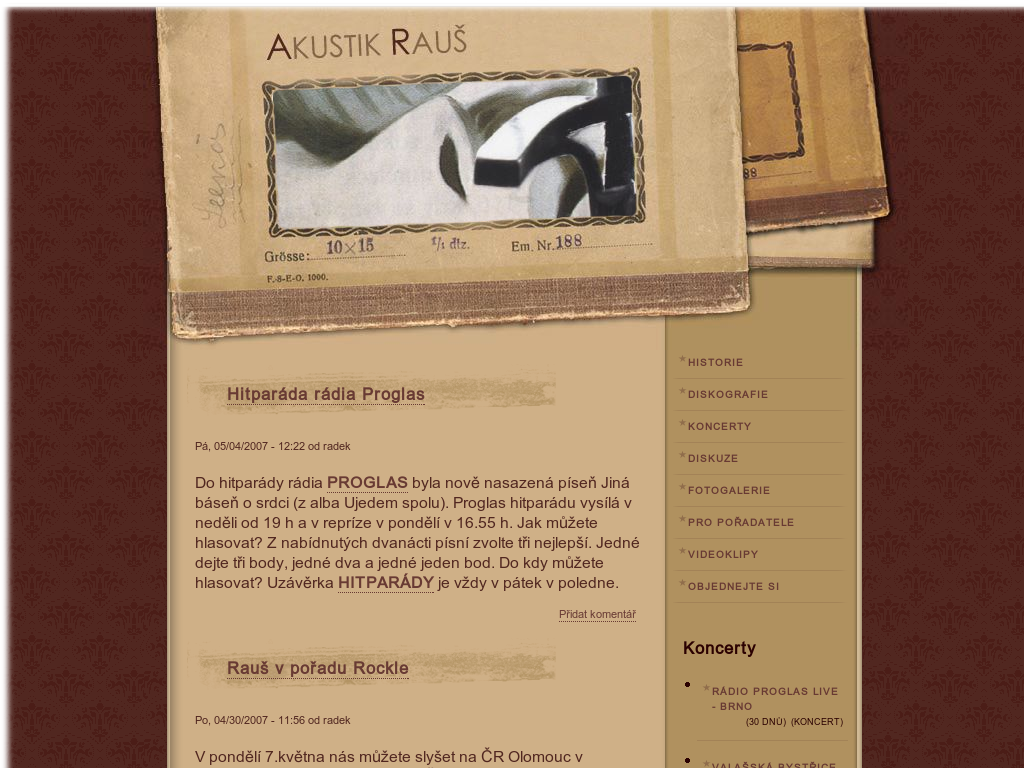 AKUSTIK RAUŠ
10×15
1/1 dtz.
Em. Nr. 188
Grösse:
F.-S-E-O. 1000.
88
HISTORIE
DISKOGRAFIE
KONCERTY
DISKUZE
FOTOGALERIE
PRO POŘADATELE
VIDEOKLIPY
OBJEDNEJTE SI
Hitparáda rádia Proglas
Pá, 05/04/2007 - 12:22 od radek
Do hitparády rádia PROGLAS byla nově nasazená píseň Jiná
báseň o srdci (z alba Ujedem spolu). Proglas hitparádu vysílá v
neděli od 19 h a v repríze v pondělí v 16.55 h. Jak můžete
hlasovat? Z nabídnutých dvanácti písní zvolte tři nejlepší. Jedné
dejte tři body, jedné dva a jedné jeden bod. Do kdy můžete
hlasovat? Uzávěrka HITPARÁDY je vždy v pátek v poledne.
Přidat komentář
Rauš v pořadu Rockle
Po, 04/30/2007 - 11:56 od radek
V pondělí 7.května nás můžete slyšet na ČR Olomouc v
Koncerty
RÁDIO PROGLAS LIVE
- BRNO
(30 DNŮ) (KONCERT)
VALAŠSKÁ BYSTŘICE